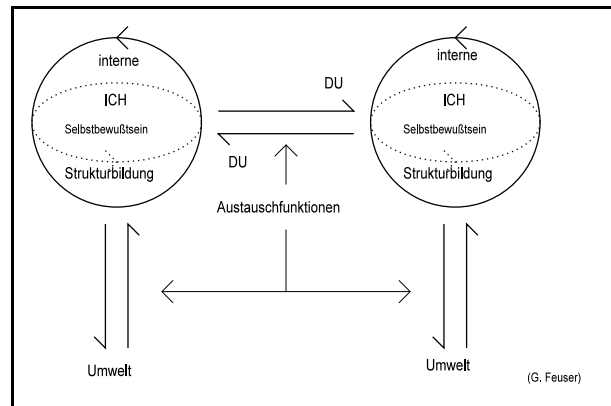 interne
ICH
Selbstbewußtsein
Strukturbildung
DU
DU
interne
ICH
Selbstbewußtsein
Strukturbildung
Austauschfunktionen
Umwelt
Umwelt
(G. Feuser)